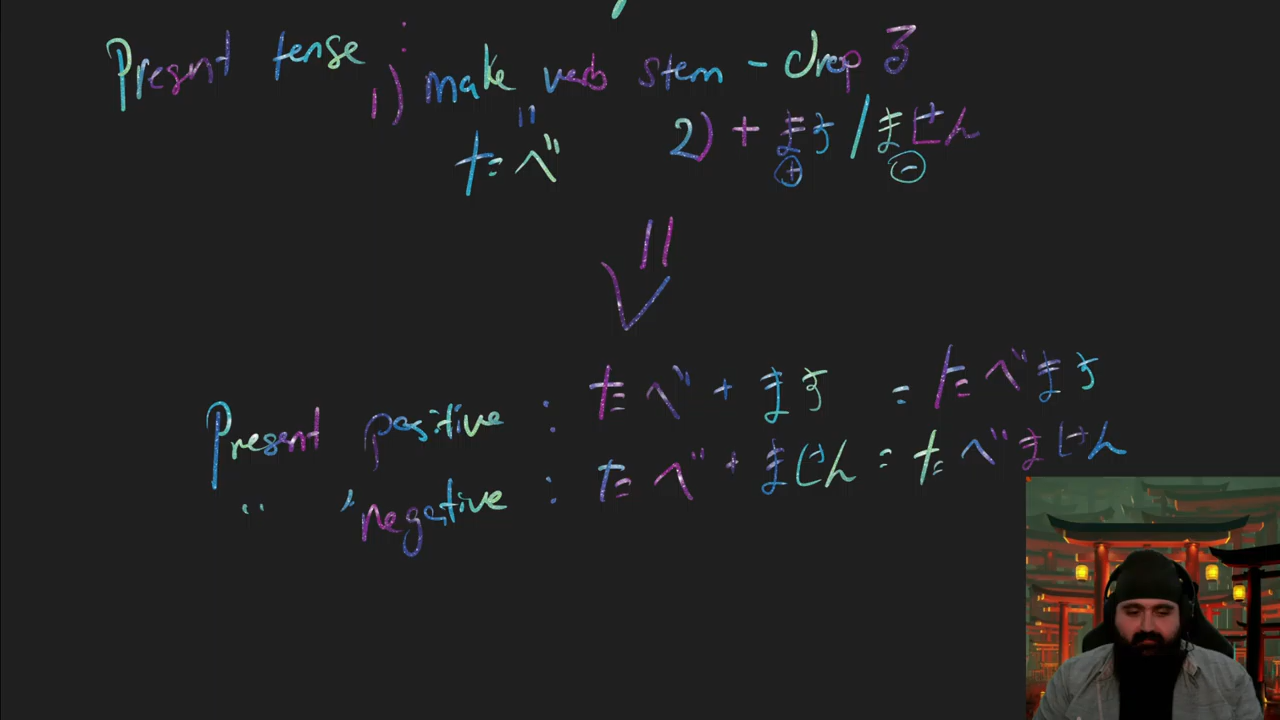 Present tense :
1) make verb stem - drop る
たべ 2) + ます/ません
+ -
Present positive : たべ + ます = たべます
" " negative : たべ + ません = たべません